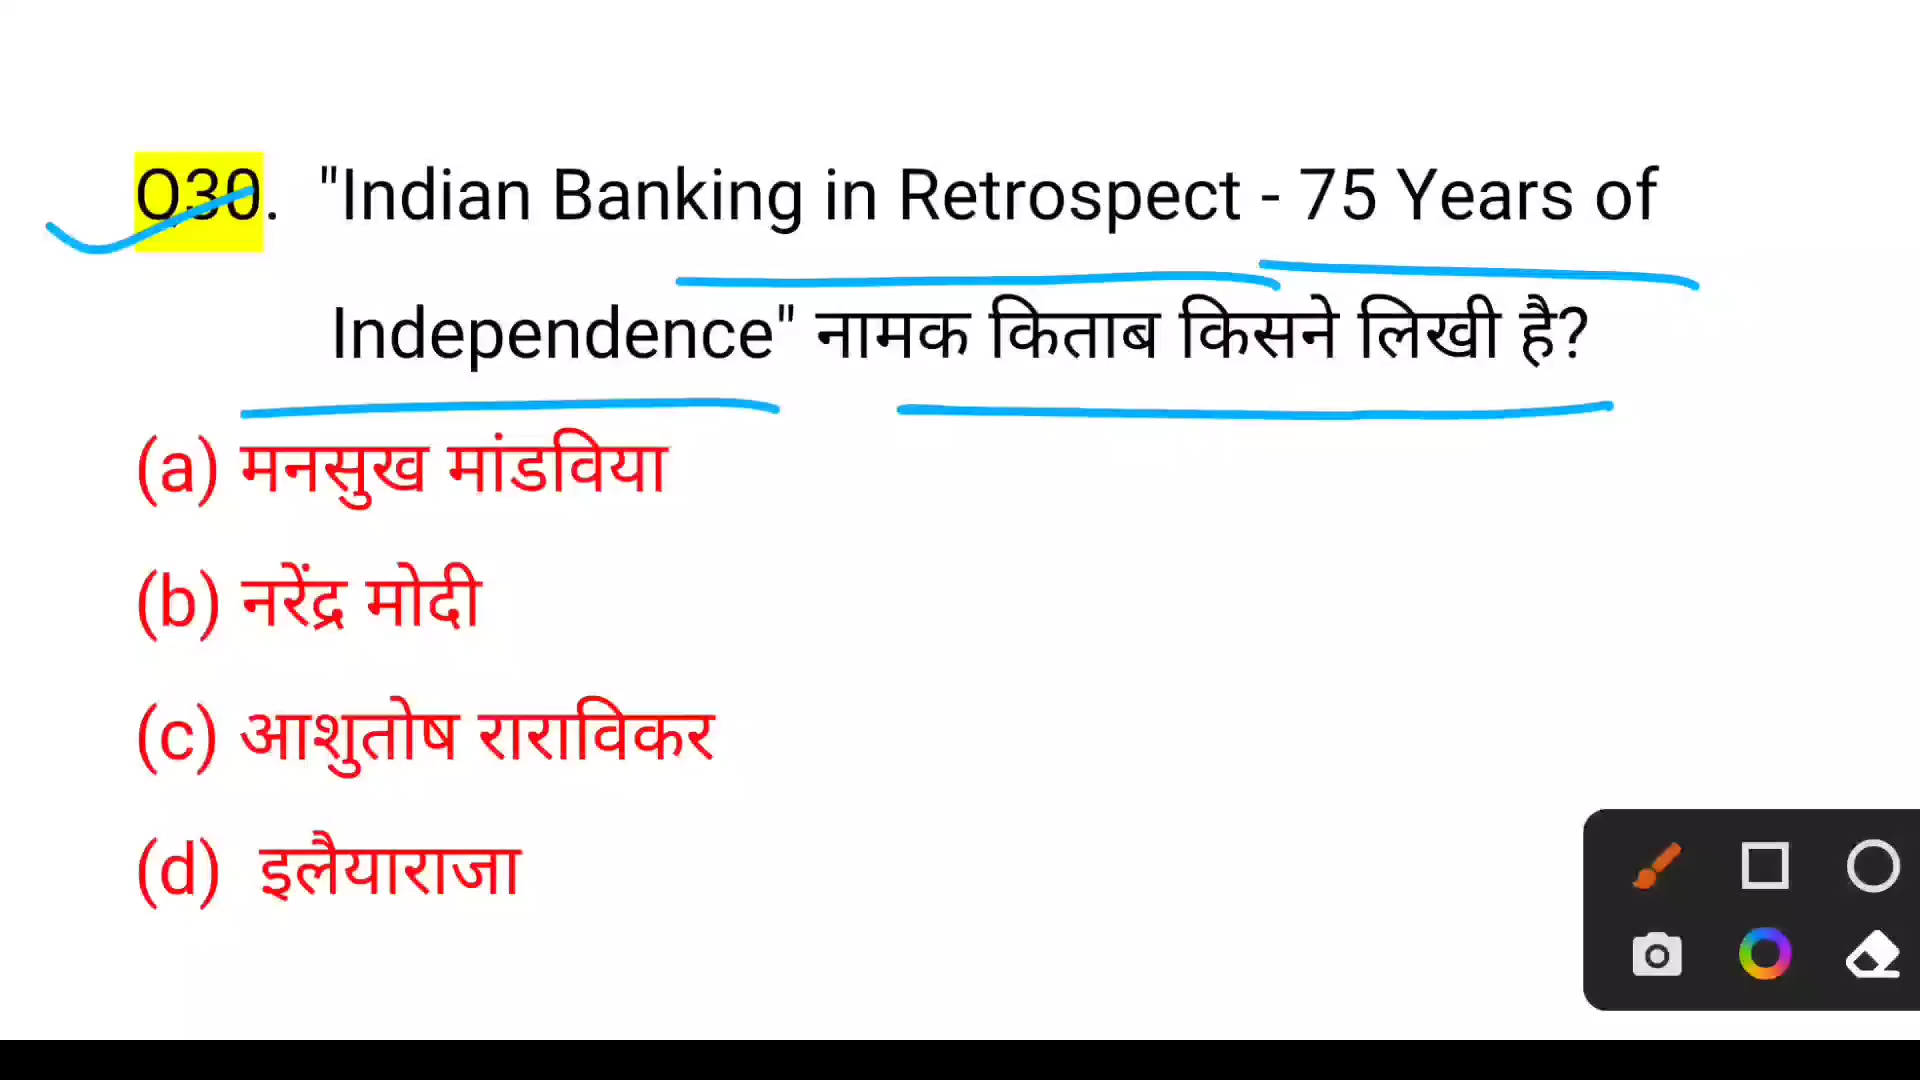 Q30. "Indian Banking in Retrospect - 75 Years of
Independence" नामक किताब किसने लिखी है?
(a) मनसुख मांडविया
(b) नरेंद्र मोदी
(c) आशुतोष राराविकर
(d) इलैयाराजा